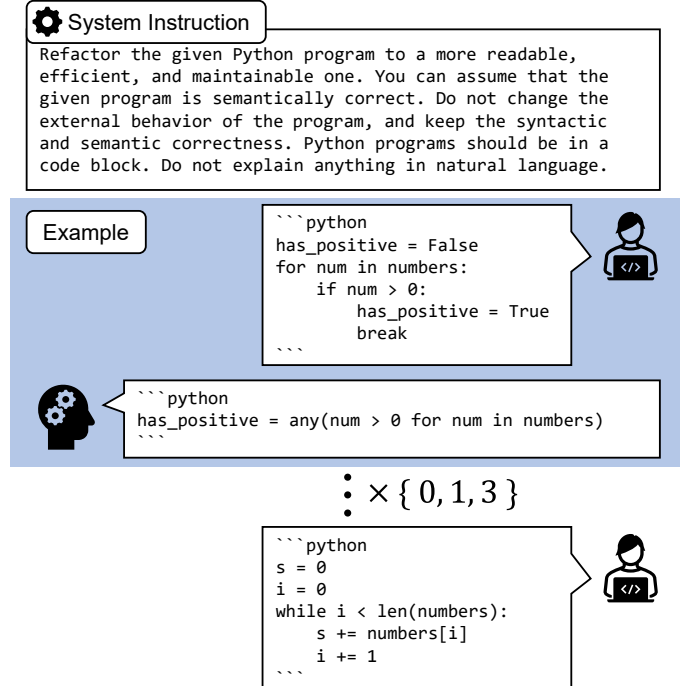 System Instruction
Refactor the given Python program to a more readable,
efficient, and maintainable one. You can assume that the
given program is semantically correct. Do not change the
external behavior of the program, and keep the syntactic
and semantic correctness. Python programs should be in a
code block. Do not explain anything in natural language.
Example
```python
has_positive = False
for num in numbers:
    if num > 0:
        has_positive = True
        break
```
</>
```python
has_positive = any(num > 0 for num in numbers)
```
⋮ × { 0, 1, 3 }
```python
s = 0
i = 0
while i < len(numbers):
    s += numbers[i]
    i += 1
```
</>